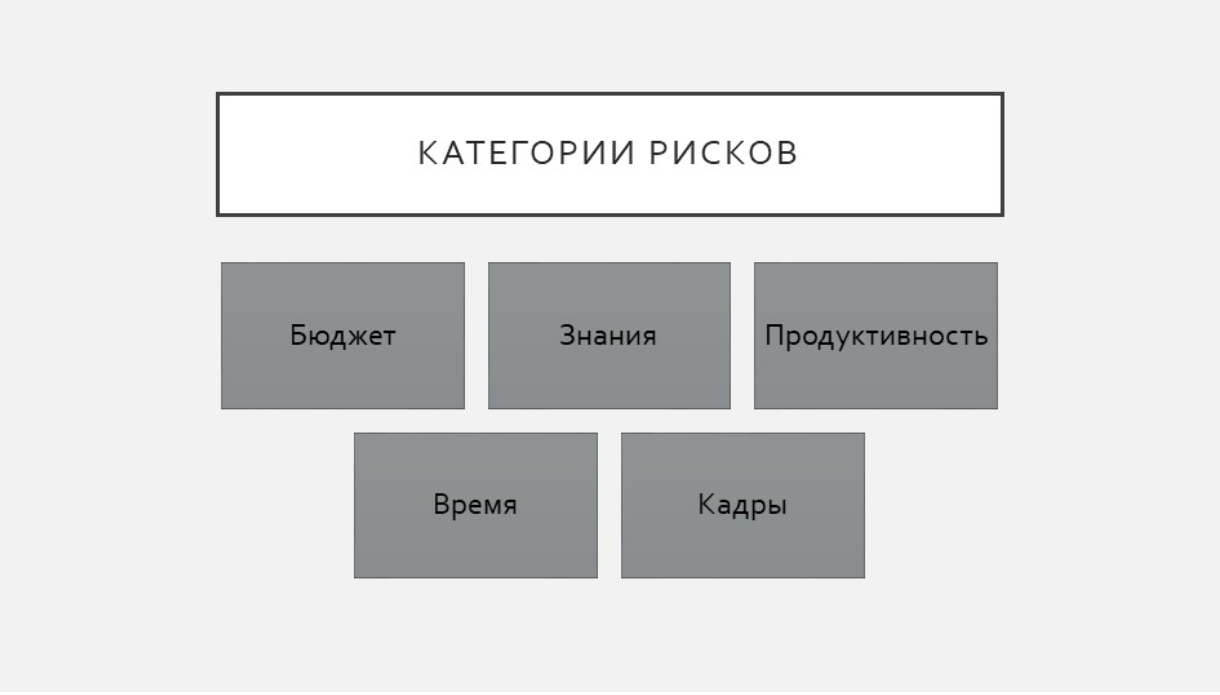 КАТЕГОРИИ РИСКОВ
Бюджет
Знания
Продуктивность
Время
Кадры